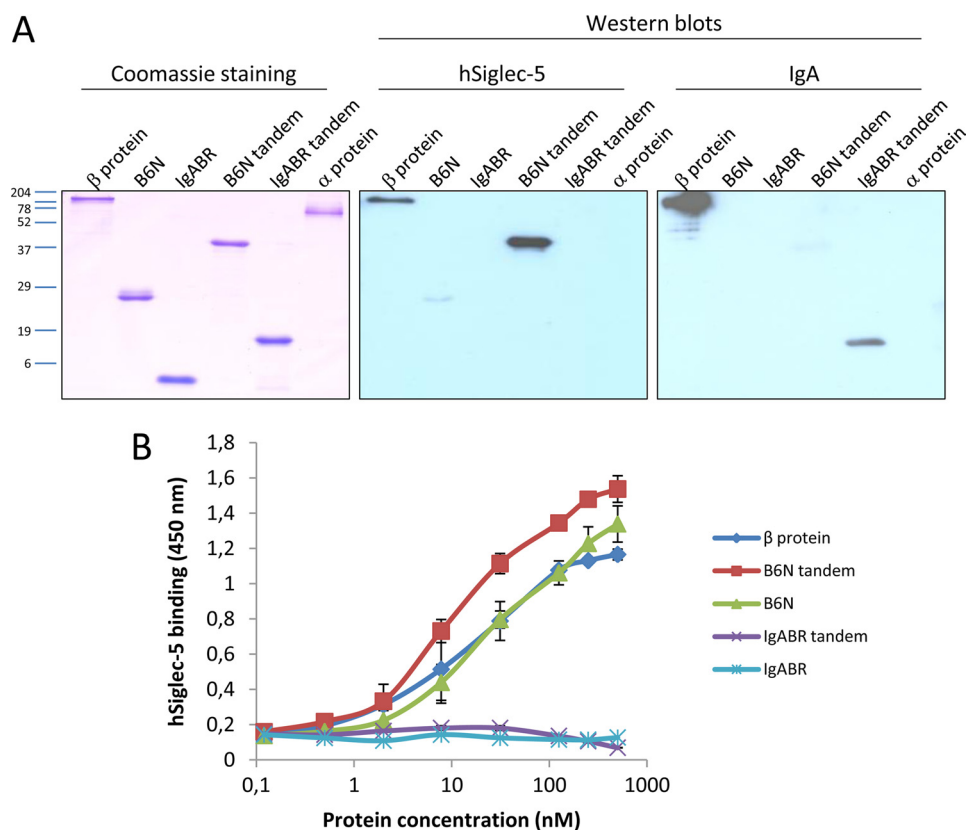 A
Western blots
Coomassie staining
hSiglec-5
IgA
β protein
B6N
IgABR
B6N tandem
IgABR tandem
α protein
β protein
B6N
IgABR
B6N tandem
IgABR tandem
α protein
β protein
B6N
IgABR
B6N tandem
IgABR tandem
α protein
204
78
52
37
29
19
6
B
hSiglec-5 binding (450 nm)
1,8
1,6
1,4
1,2
1
0,8
0,6
0,4
0,2
0
0,1
1
10
100
1000
Protein concentration (nM)
β protein
B6N tandem
B6N
IgABR tandem
IgABR